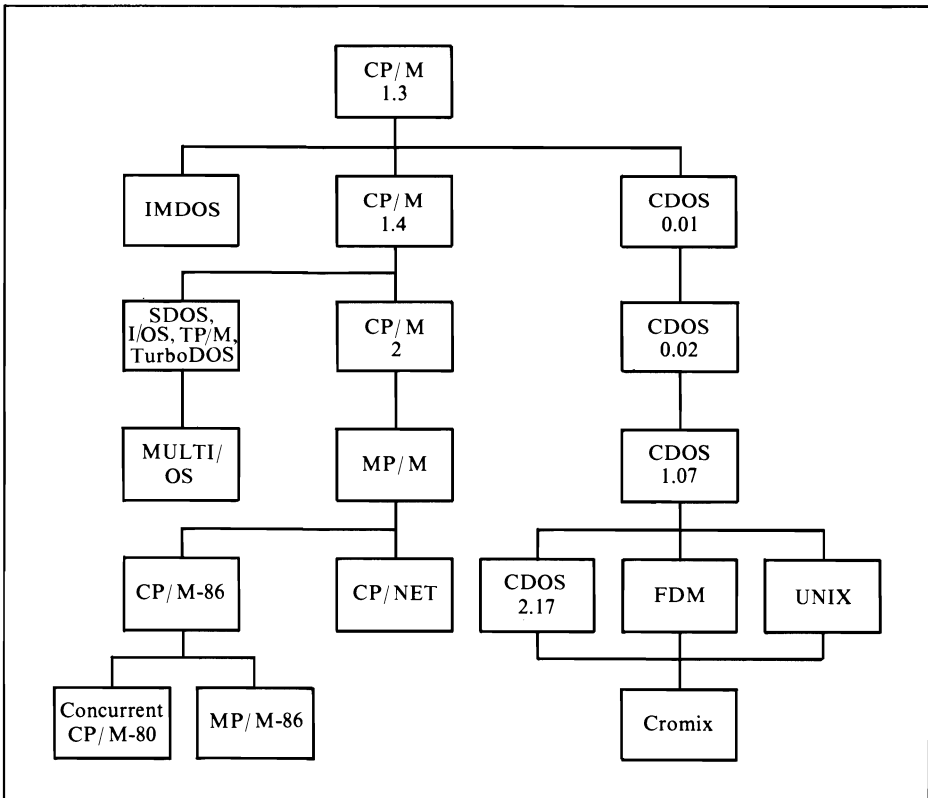 CP/M
1.3
IMDOS
CP/M
1.4
CDOS
0.01
SDOS,
I/OS, TP/M,
TurboDOS
CP/M
2
CDOS
0.02
MULTI/
OS
MP/M
CDOS
1.07
CP/M-86
CP/NET
CDOS
2.17
FDM
UNIX
Concurrent
CP/M-80
MP/M-86
Cromix